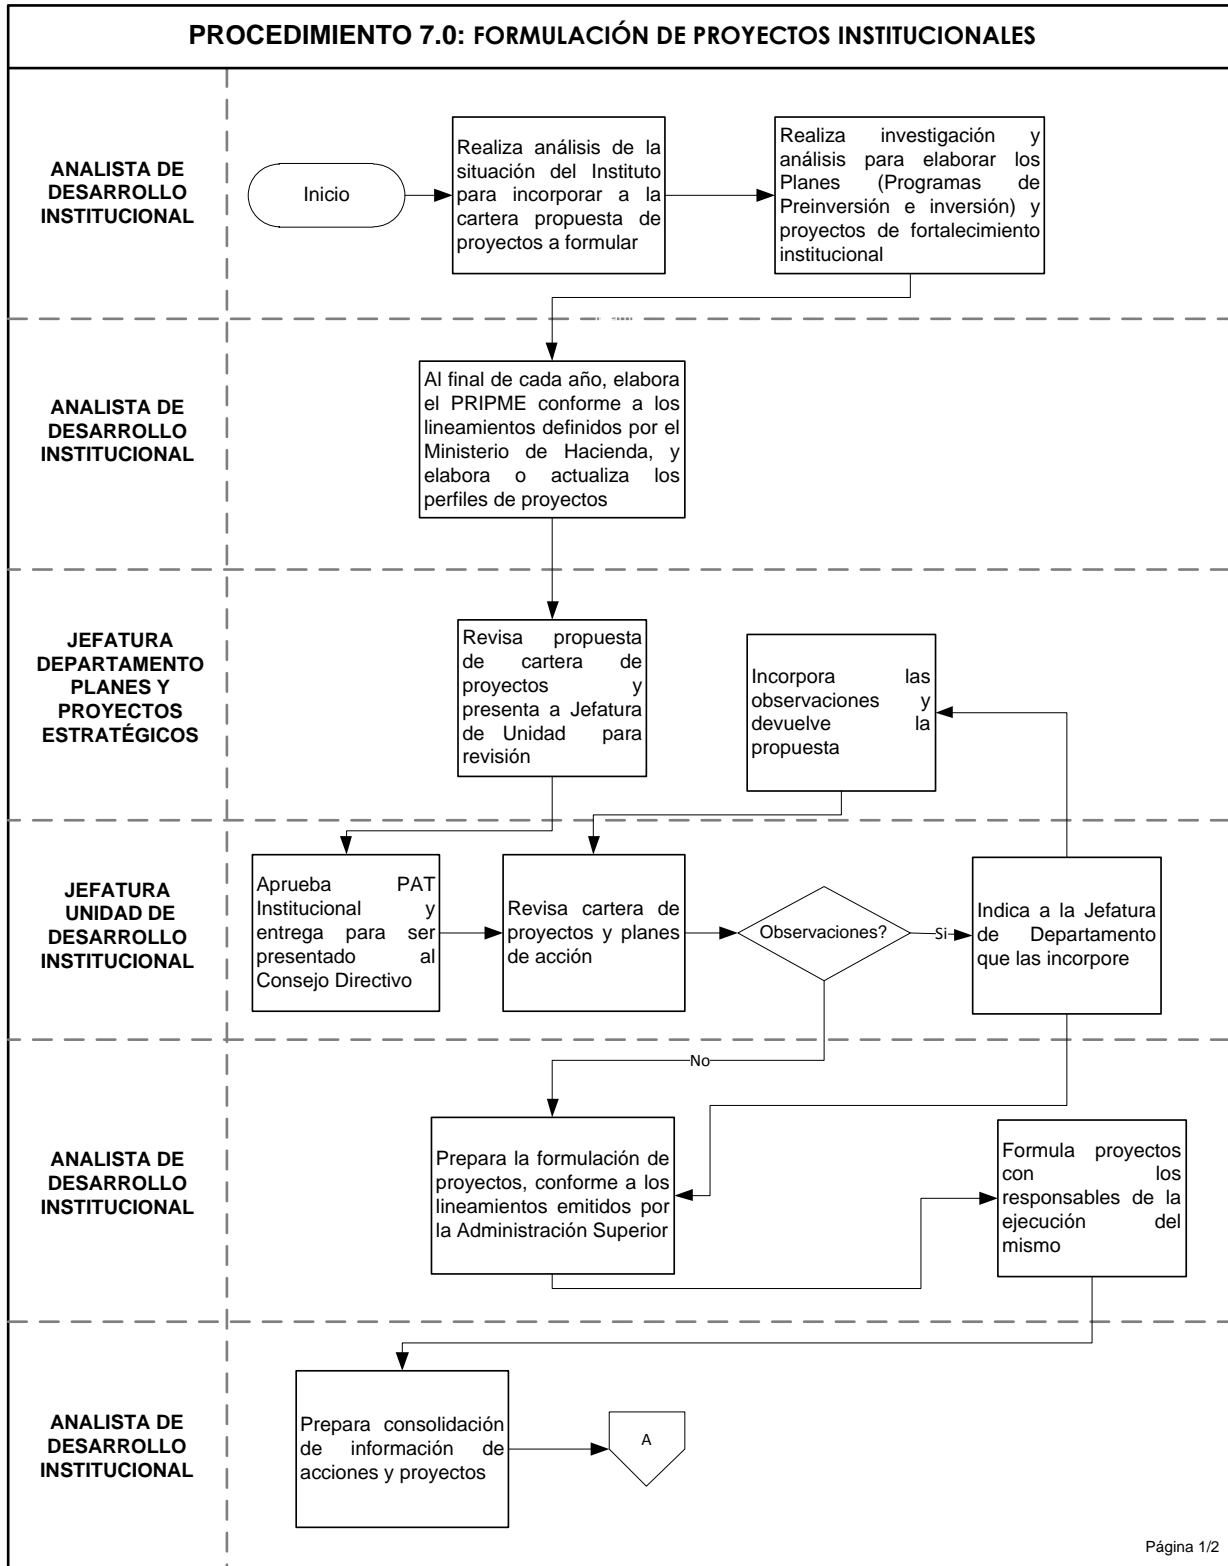 PROCEDIMIENTO 7.0: FORMULACIÓN DE PROYECTOS INSTITUCIONALES
ANALISTA DE
DESARROLLO
INSTITUCIONAL
Inicio
Realiza análisis de la
situación del Instituto
para incorporar a la
cartera propuesta de
proyectos a formular
Realiza investigación y
análisis para elaborar los
Planes (Programas de
Preinversión e inversión) y
proyectos de fortalecimiento
institucional
ANALISTA DE
DESARROLLO
INSTITUCIONAL
Al final de cada año, elabora
el PRIPME conforme a los
lineamientos definidos por el
Ministerio de Hacienda, y
elabora o actualiza los
perfiles de proyectos
JEFATURA
DEPARTAMENTO
PLANES Y
PROYECTOS
ESTRATÉGICOS
Revisa propuesta
de cartera de
proyectos y
presenta a Jefatura
de Unidad para
revisión
Incorpora las
observaciones y
devuelve la
propuesta
JEFATURA
UNIDAD DE
DESARROLLO
INSTITUCIONAL
Aprueba PAT
Institucional y
entrega para ser
presentado al
Consejo Directivo
Revisa cartera de
proyectos y planes
de acción
Observaciones?
Si
Indica a la Jefatura
de Departamento
que las incorpore
No
ANALISTA DE
DESARROLLO
INSTITUCIONAL
Prepara la formulación de
proyectos, conforme a los
lineamientos emitidos por
la Administración Superior
Formula proyectos
con los
responsables de la
ejecución del
mismo
ANALISTA DE
DESARROLLO
INSTITUCIONAL
Prepara consolidación
de información de
acciones y proyectos
A
Página 1/2